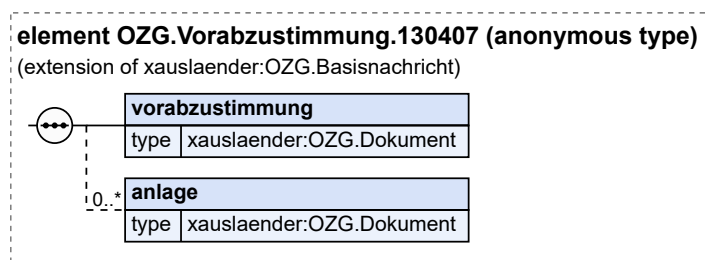 element OZG.Vorabzustimmung.130407 (anonymous type)
(extension of xauslaender:OZG.Basisnachricht)
vorabzustimmung
type xauslaender:OZG.Dokument
0..* anlage
type xauslaender:OZG.Dokument